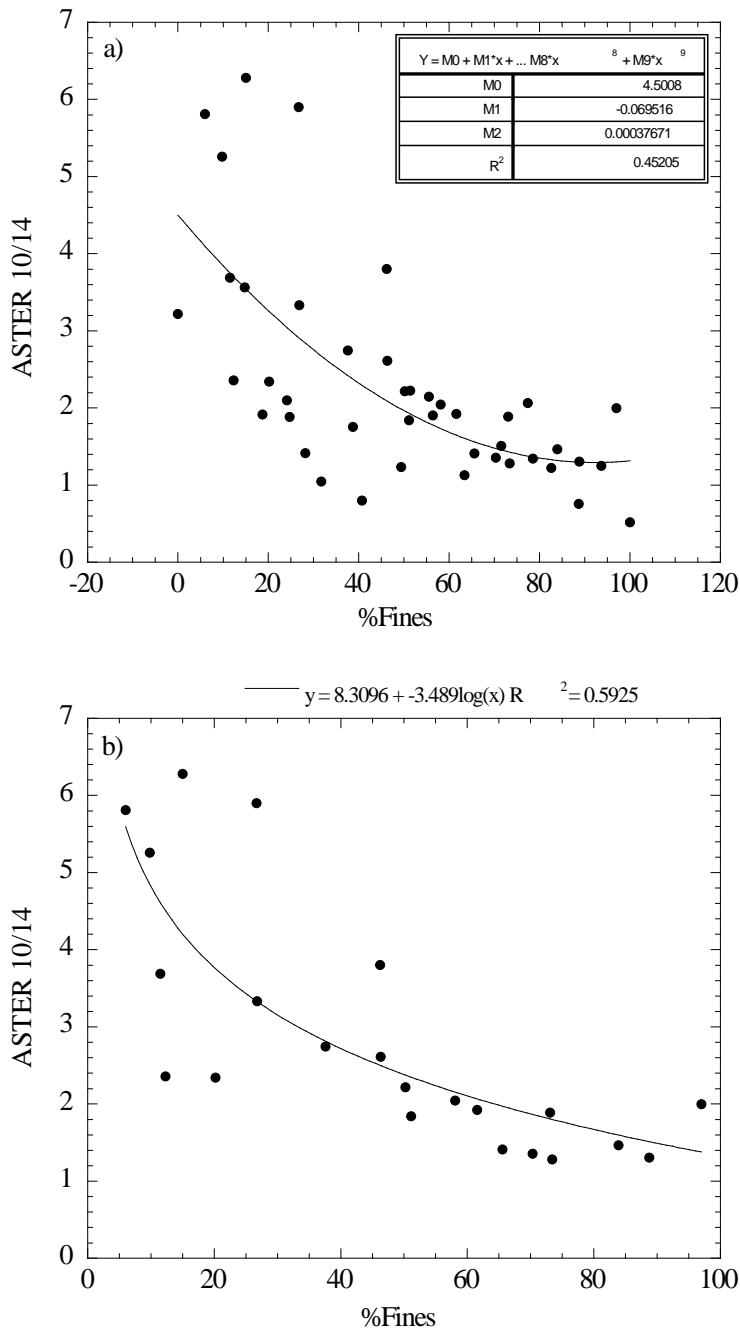 7
a)
Y = M0 + M1*x + ... M8*x 8 + M9*x 9
M0 4.5008
M1 -0.069516
M2 0.00037671
R2 0.45205
6
5
4
3
2
1
0
ASTER 10/14
-20 0 20 40 60 80 100 120
%Fines
y = 8.3096 + -3.489log(x) R 2= 0.5925
7
b)
6
5
4
3
2
1
0
ASTER 10/14
0 20 40 60 80 100
%Fines